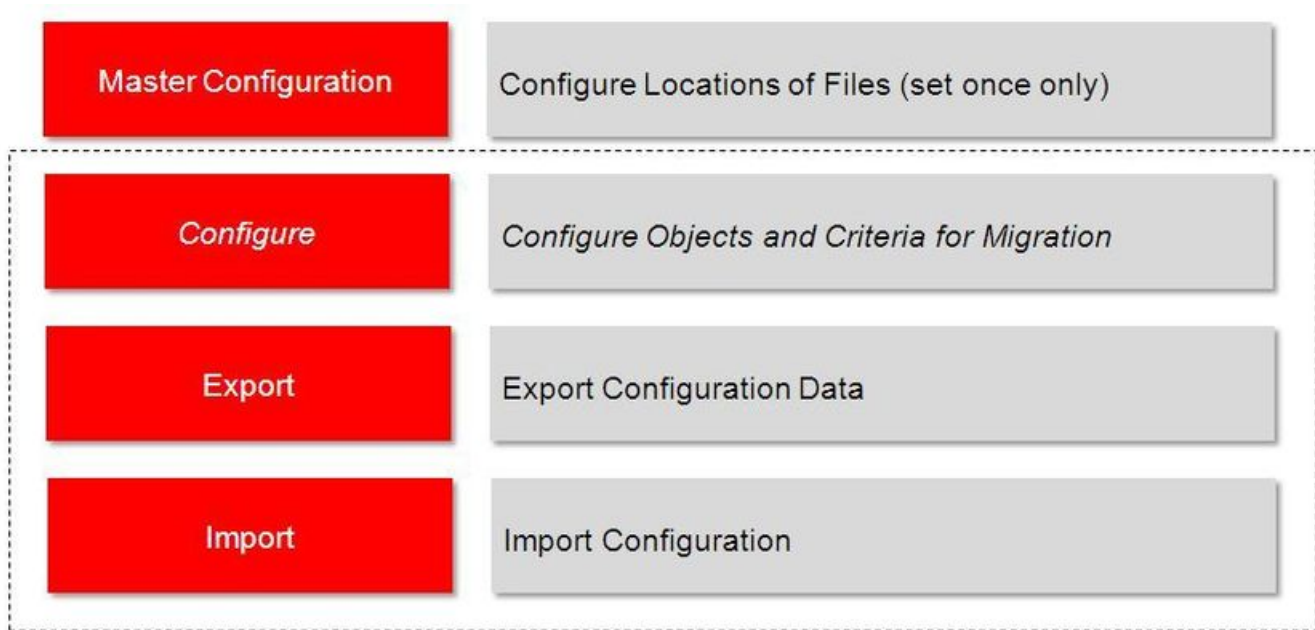 Master Configuration
Configure Locations of Files (set once only)
Configure
Configure Objects and Criteria for Migration
Export
Export Configuration Data
Import
Import Configuration